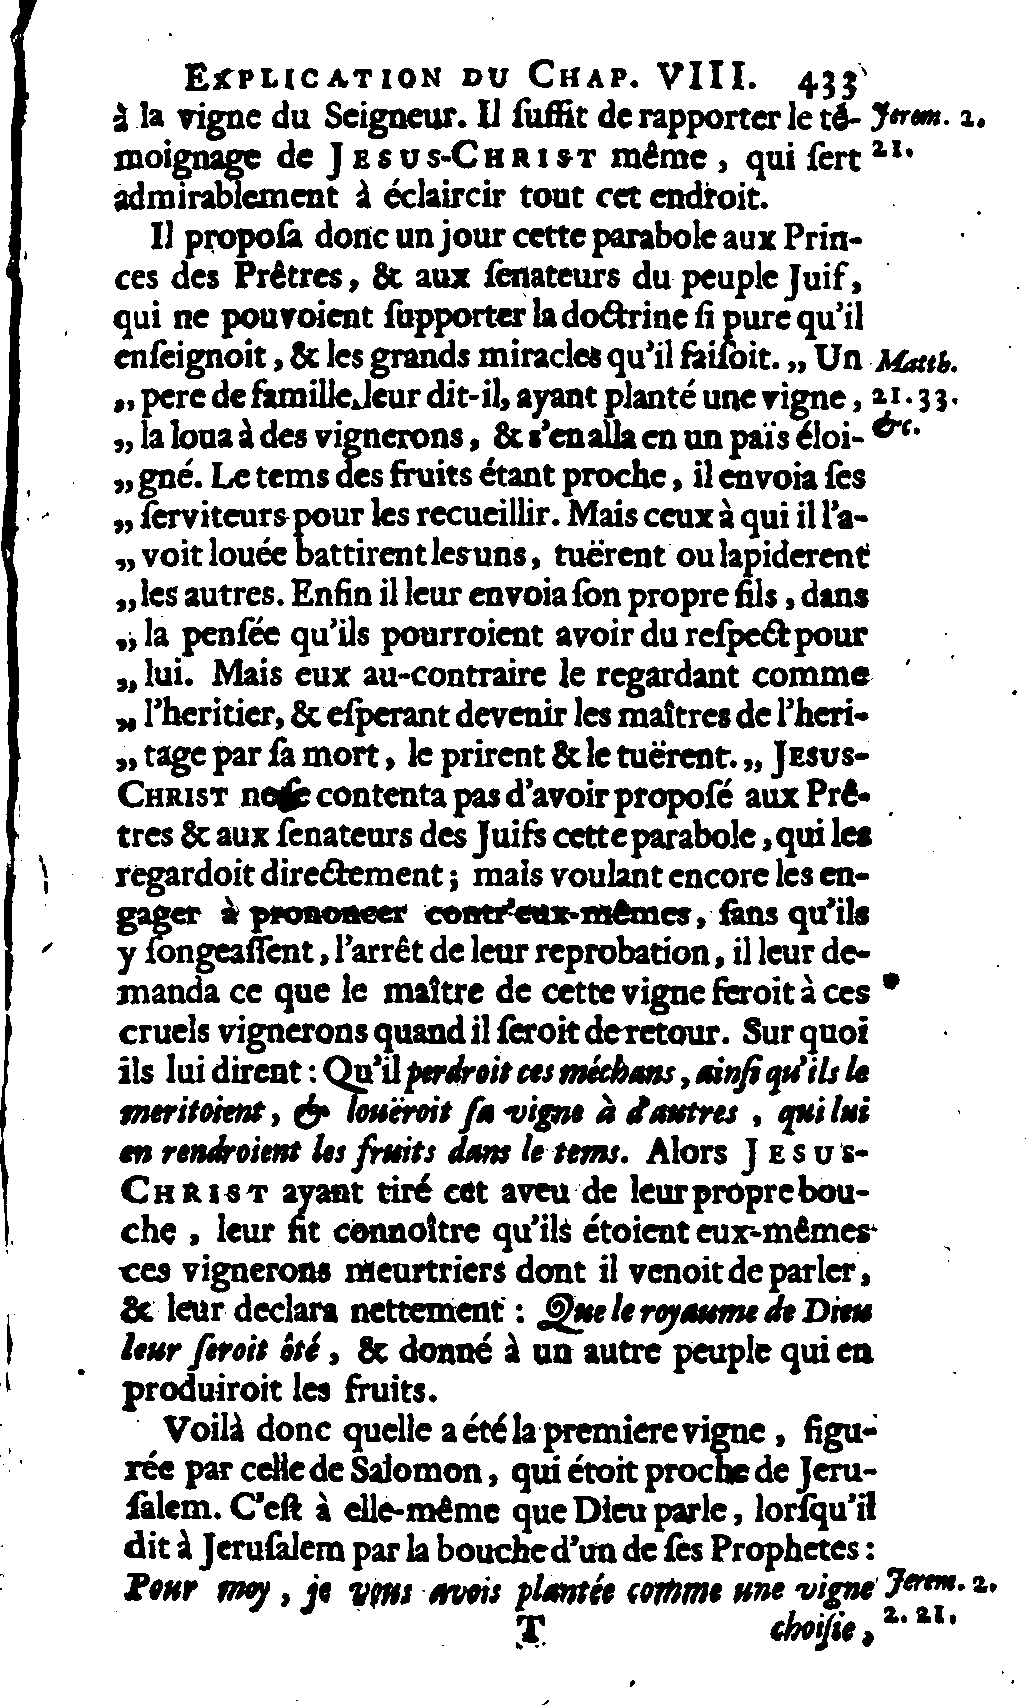 EXPLICATION DU CHAP. VIII. 433
à la vigne du Seigneur. Il ſuffit de rapporter le té- Jerem. 2.
moignage de JESUS-CHRIST même, qui ſert 21.
admirablement à éclaircir tout cet endroit.
Il propoſa donc un jour cette parabole aux Prin-
ces des Prêtres, & aux ſenateurs du peuple Juif,
qui ne pouvoient ſupporter la doctrine ſi pure qu'il
enſeignoit, & les grands miracles qu'il faiſoit. „ Un Matth.
„ pere de famille leur dit-il, ayant planté une vigne, 21. 33.
„ la loua à des vignerons, & s'en alla en un païs éloi- &c.
„ gné. Le tems des fruits étant proche, il envoia ſes
„ ſerviteurs pour les recueillir. Mais ceux à qui il l'a-
„ voit louée battirent les uns, tuërent ou lapiderent
„ les autres. Enfin il leur envoia ſon propre fils, dans
„ la penſée qu'ils pourroient avoir du reſpect pour
„ lui. Mais eux au-contraire le regardant comme
„ l'heritier, & eſperant devenir les maîtres de l'heri-
„ tage par ſa mort, le prirent & le tuërent. „ JESUS-
CHRIST ne ſe contenta pas d'avoir propoſé aux Prê-
tres & aux ſenateurs des Juifs cette parabole, qui les
regardoit directement; mais voulant encore les en-
gager à prononcer contr'eux-mêmes, ſans qu'ils
y ſongeaſſent, l'arrêt de leur reprobation, il leur de-
manda ce que le maître de cette vigne feroit à ces
cruels vignerons quand il ſeroit de retour. Sur quoi
ils lui dirent: Qu'il perdroit ces méchans, ainſi qu'ils le
meritoient, & louëroit ſa vigne à d'autres, qui lui
en rendroient les fruits dans le tems. Alors JESUS-
CHRIST ayant tiré cet aveu de leur propre bou-
che, leur fit connoître qu'ils étoient eux-mêmes
ces vignerons meurtriers dont il venoit de parler,
& leur declara nettement: Que le royaume de Dieu
leur ſeroit ôté, & donné à un autre peuple qui en
produiroit les fruits.
Voilà donc quelle a été la premiere vigne, figu-
rée par celle de Salomon, qui étoit proche de Jeru-
ſalem. C'eſt à elle-même que Dieu parle, lorſqu'il
dit à Jeruſalem par la bouche d'un de ſes Prophetes:
Pour moy, je vous avois plantée comme une vigne Jerem. 2.
T choiſie, 2. 21.